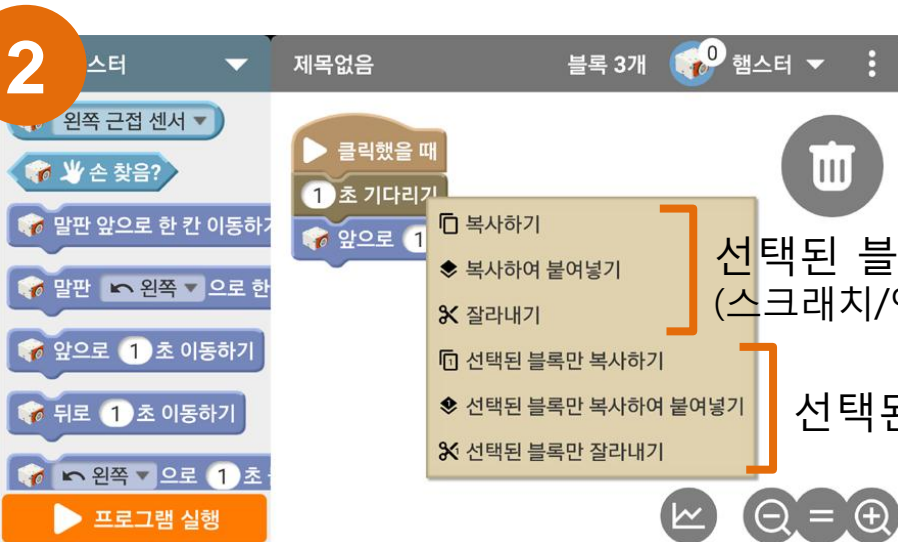 2
스터
제목없음
블록 3개
0
햄스터
왼쪽 근접 센서
손 찾음?
말판 앞으로 한 칸 이동하기
말판 왼쪽 으로 한
앞으로 1 초 이동하기
뒤로 1 초 이동하기
왼쪽 으로 1 초
프로그램 실행
클릭했을 때
1 초 기다리기
앞으로 1
복사하기
복사하여 붙여넣기
잘라내기
선택된 블록만 복사하기
선택된 블록만 복사하여 붙여넣기
선택된 블록만 잘라내기
선택된 블
(스크래치/
선택된